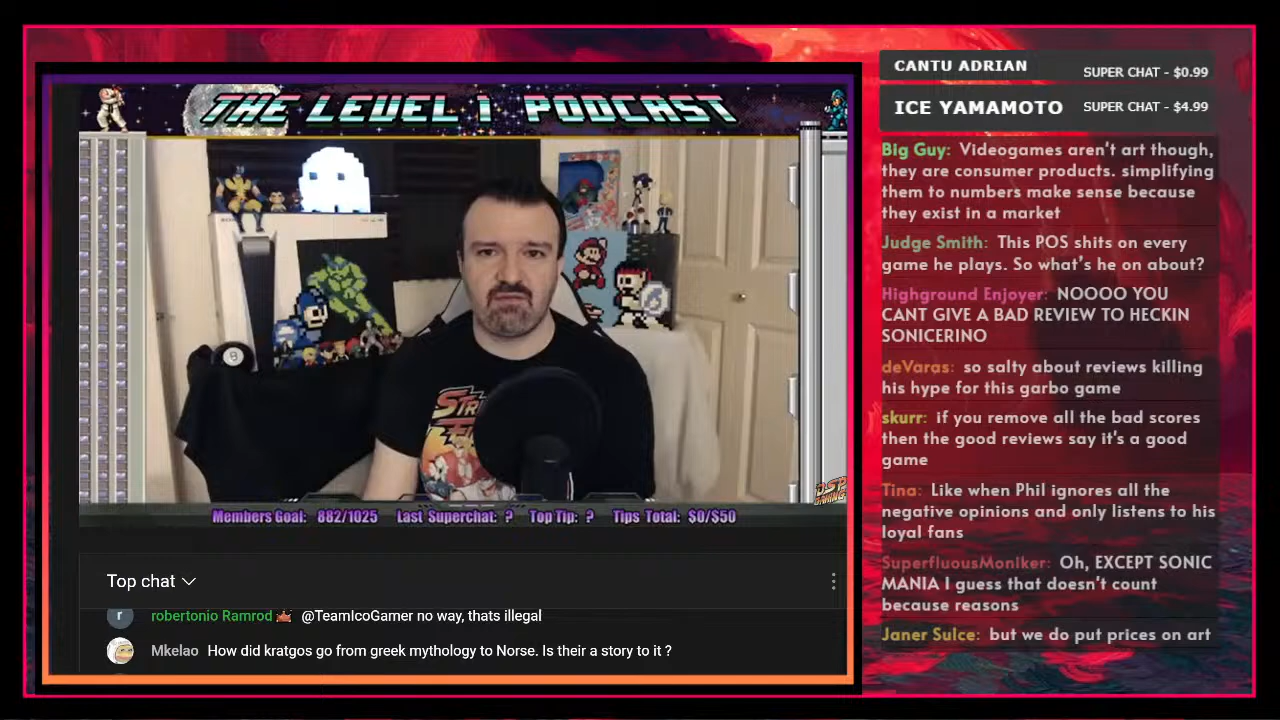 THE LEVEL 1 PODCAST
STR
F
DSP
GAMING
Members Goal: 882/1025 Last Superchat: ? Top Tip: ? Tips Total: $0/$50
Top chat
r robertonio Ramrod @TeamIcoGamer no way, thats illegal
Mkelao How did kratgos go from greek mythology to Norse. Is their a story to it ?
CANTU ADRIAN SUPER CHAT - $0.99
ICE YAMAMOTO SUPER CHAT - $4.99
Big Guy: Videogames aren't art though,
they are consumer products. simplifying
them to numbers make sense because
they exist in a market
Judge Smith: This POS shits on every
game he plays. So what's he on about?
Highground Enjoyer: NOOOO YOU
CANT GIVE A BAD REVIEW TO HECKIN
SONICERINO
deVaras: so salty about reviews killing
his hype for this garbo game
skurr: if you remove all the bad scores
then the good reviews say it's a good
game
Tina: Like when Phil ignores all the
negative opinions and only listens to his
loyal fans
SuperfluousMoniker: Oh, EXCEPT SONIC
MANIA I guess that doesn't count
because reasons
Janer Sulce: but we do put prices on art